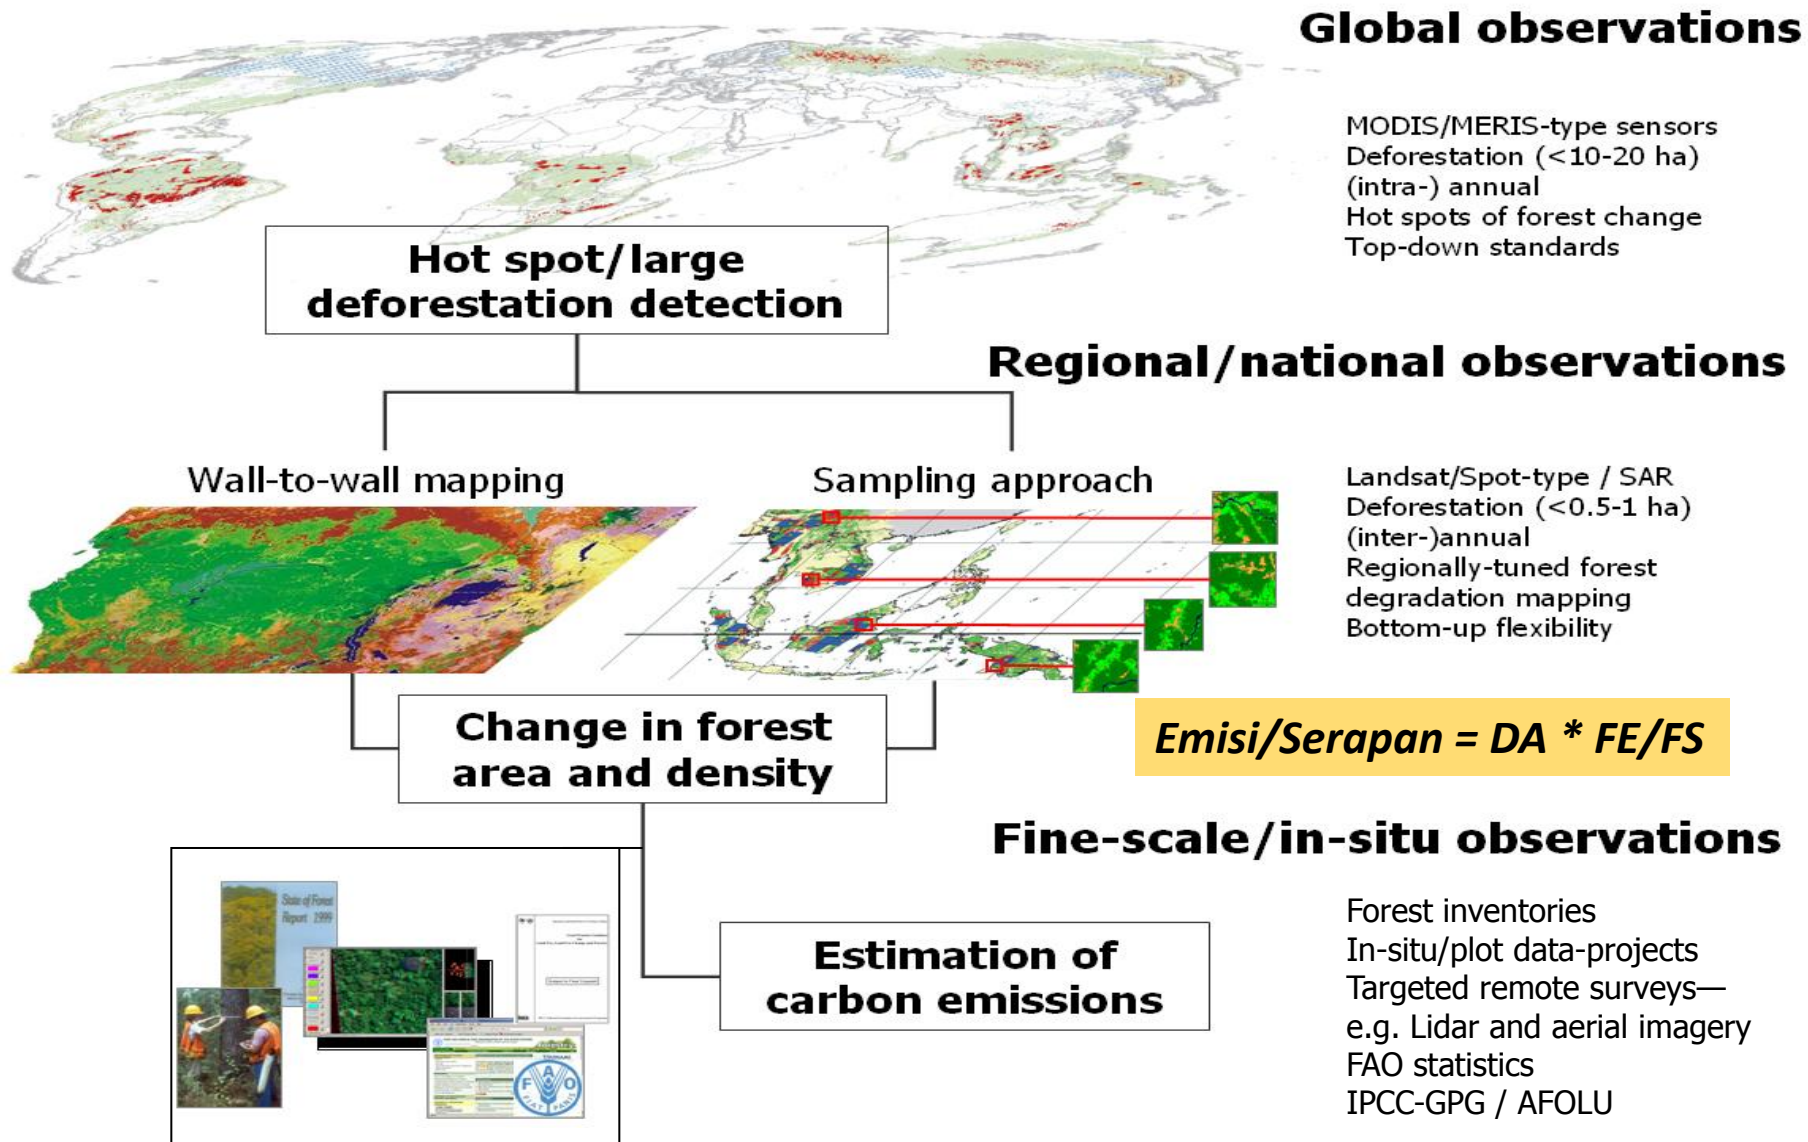 Global observations
MODIS/MERIS-type sensors
Deforestation (<10-20 ha)
(intra-) annual
Hot spots of forest change
Top-down standards
Hot spot/large
deforestation detection
Regional/national observations
Wall-to-wall mapping
Sampling approach
Landsat/Spot-type / SAR
Deforestation (<0.5-1 ha)
(inter-)annual
Regionally-tuned forest
degradation mapping
Bottom-up flexibility
Change in forest
area and density
Emisi/Serapan = DA * FE/FS
Fine-scale/in-situ observations
State of Forest
Report 1999
F A O
FIAT PANIS
Estimation of
carbon emissions
Forest inventories
In-situ/plot data-projects
Targeted remote surveys—
e.g. Lidar and aerial imagery
FAO statistics
IPCC-GPG / AFOLU